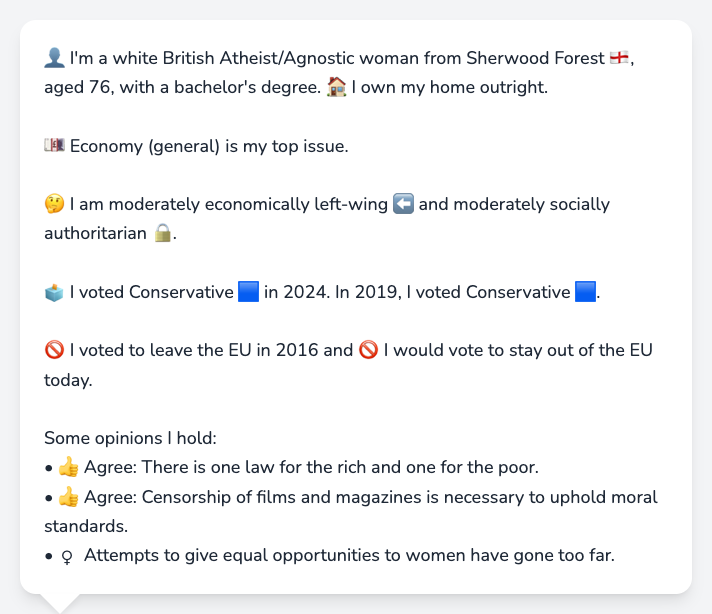 👤 I'm a white British Atheist/Agnostic woman from Sherwood Forest 🏴󠁧󠁢󠁥󠁮󠁧󠁿,
aged 76, with a bachelor's degree. 🏠 I own my home outright.
💷 Economy (general) is my top issue.
🤔 I am moderately economically left-wing ⬅️ and moderately socially
authoritarian 🔒.
🗳️ I voted Conservative 🟦 in 2024. In 2019, I voted Conservative 🟦.
🚫 I voted to leave the EU in 2016 and 🚫 I would vote to stay out of the EU
today.
Some opinions I hold:
• 👍 Agree: There is one law for the rich and one for the poor.
• 👍 Agree: Censorship of films and magazines is necessary to uphold moral
standards.
• ♀ Attempts to give equal opportunities to women have gone too far.